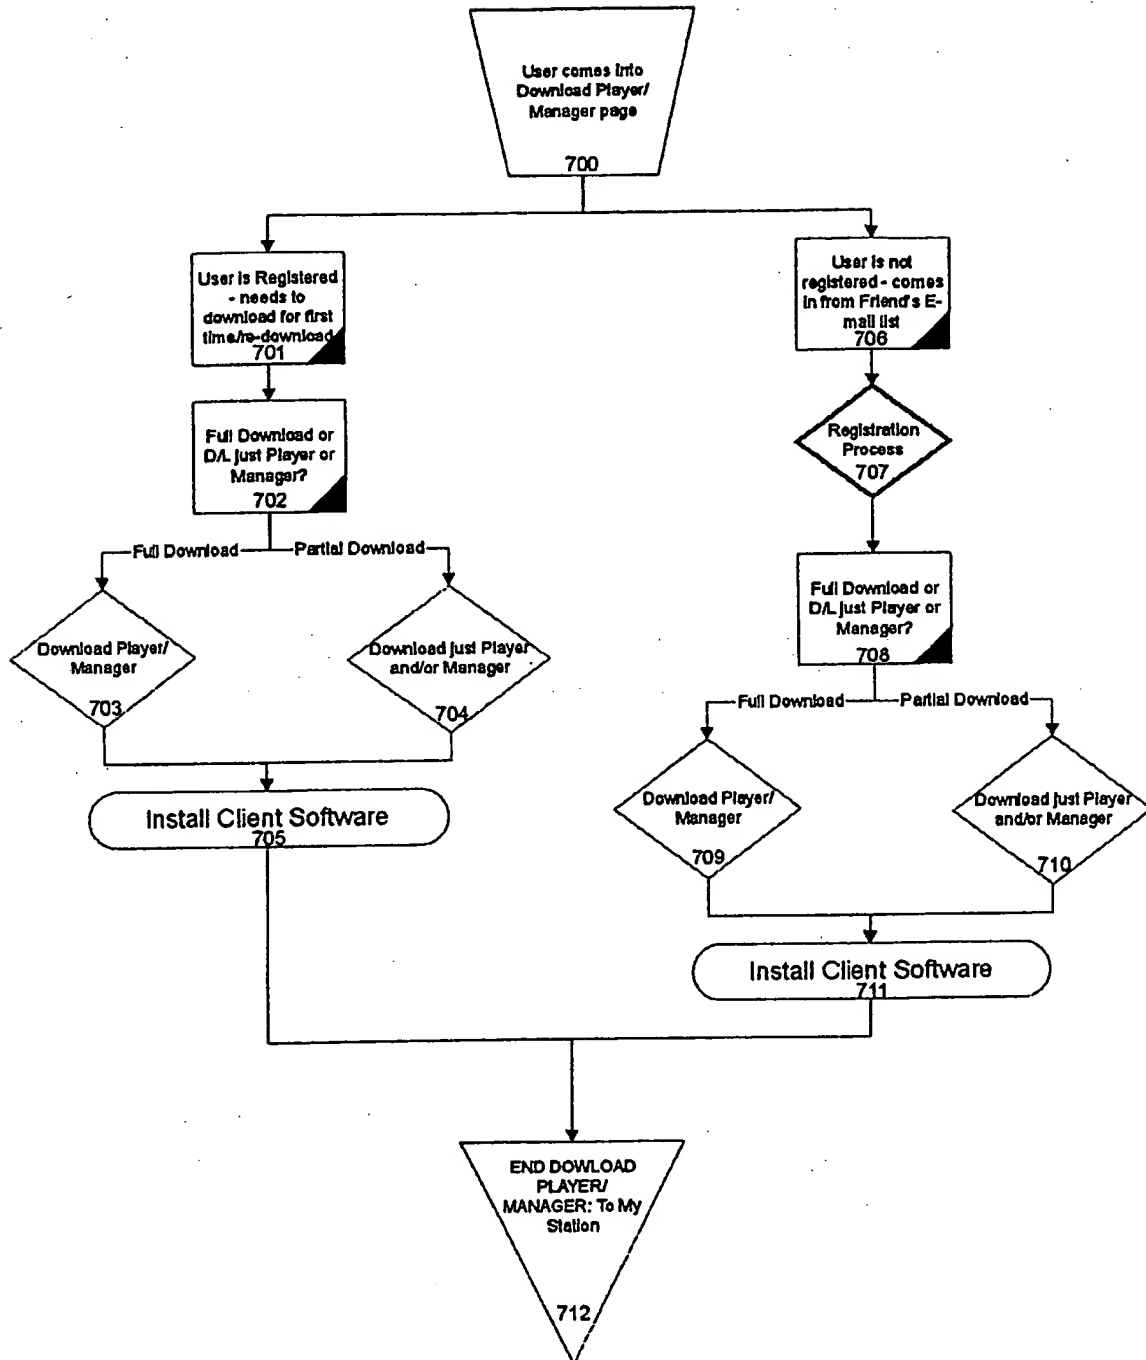 User comes into
Download Player/
Manager page
700
User is Registered
- needs to
download for first
time/re-download
701
User is not
registered - comes
in from Friend's E-
mail list
706
Full Download or
D/L just Player or
Manager?
702
Registration
Process
707
Full Download
Partial Download
Download Player/
Manager
703
Download just Player
and/or Manager
704
Full Download or
D/L just Player or
Manager?
708
Full Download
Partial Download
Install Client Software
705
Download Player/
Manager
709
Download just Player
and/or Manager
710
Install Client Software
711
END DOWLOAD
PLAYER/
MANAGER: To My
Station
712